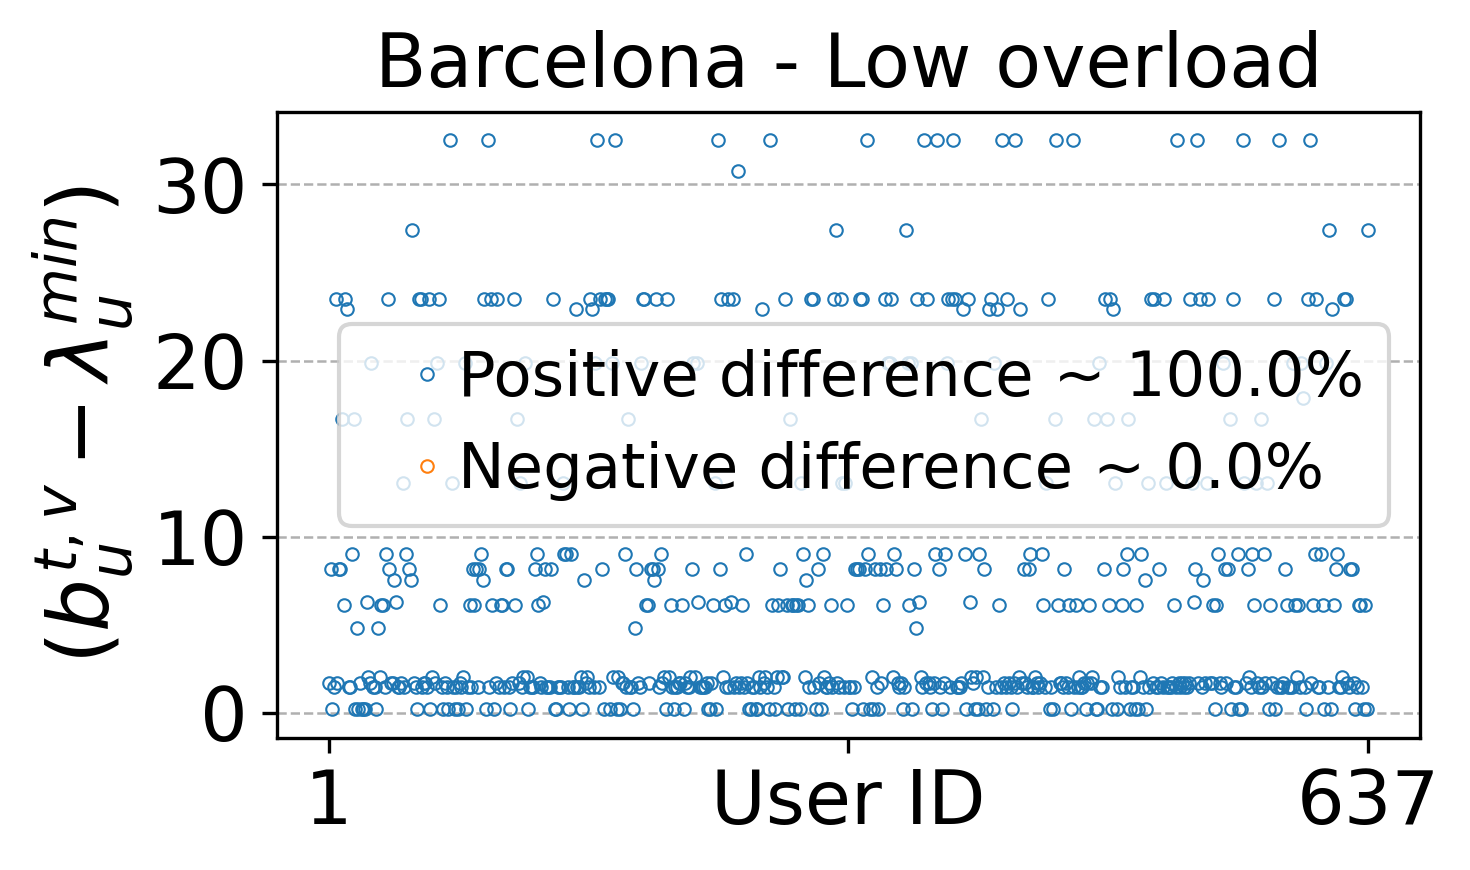 Barcelona - Low overload
(b_u^{t, v} − λ_u^{min})
30
20
10
0
Positive difference ~ 100.0%
Negative difference ~ 0.0%
1
User ID
637